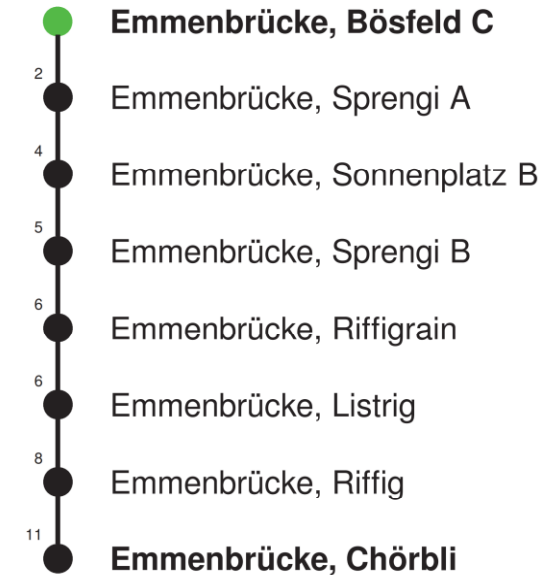 Emmenbrücke, Bösfeld C
2
Emmenbrücke, Sprengi A
4
Emmenbrücke, Sonnenplatz B
5
Emmenbrücke, Sprengi B
6
Emmenbrücke, Riffigrain
6
Emmenbrücke, Listrig
8
Emmenbrücke, Riffig
11
Emmenbrücke, Chörbli